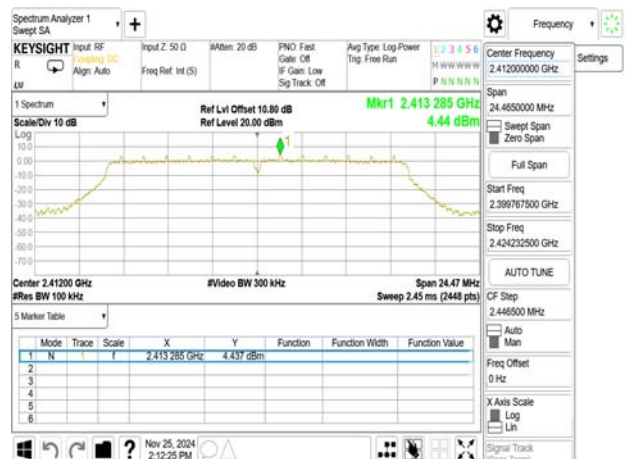 Spectrum Analyzer 1
Swept SA
+
Frequency
KEYSIGHT
R
Input: RF
Coupling: DC
Align: Auto
Input Z: 50 Ω
Freq Ref: Int (S)
#Atten: 20 dB
PNO: Fast
Gate: Off
IF Gain: Low
Sig Track: Off
Avg Type: Log-Power
Trig: Free Run
1 2 3 4 5 6
M W W W W W
P N N N N N
Center Frequency
2.412000000 GHz
Settings
Span
24.4650000 MHz
Swept Span
Zero Span
Full Span
Start Freq
2.399767500 GHz
Stop Freq
2.424232500 GHz
AUTO TUNE
CF Step
2.446500 MHz
Auto
Man
Freq Offset
0 Hz
X Axis Scale
Log
Lin
Signal Track
1 Spectrum
Scale/Div 10 dB
Ref Lvl Offset 10.80 dB
Ref Level 20.00 dBm
Mkr1 2.413 285 GHz
4.44 dBm
Log
10.0
0.00
-10.0
-20.0
-30.0
-40.0
-50.0
-60.0
-70.0
1
Center 2.41200 GHz
#Res BW 100 kHz
#Video BW 300 kHz
Span 24.47 MHz
Sweep 2.45 ms (2448 pts)
5 Marker Table
Mode Trace Scale X Y Function Function Width Function Value
1 N 1 f 2.413 285 GHz 4.437 dBm
2
3
4
5
6
?
Nov 25, 2024
2:12:25 PM